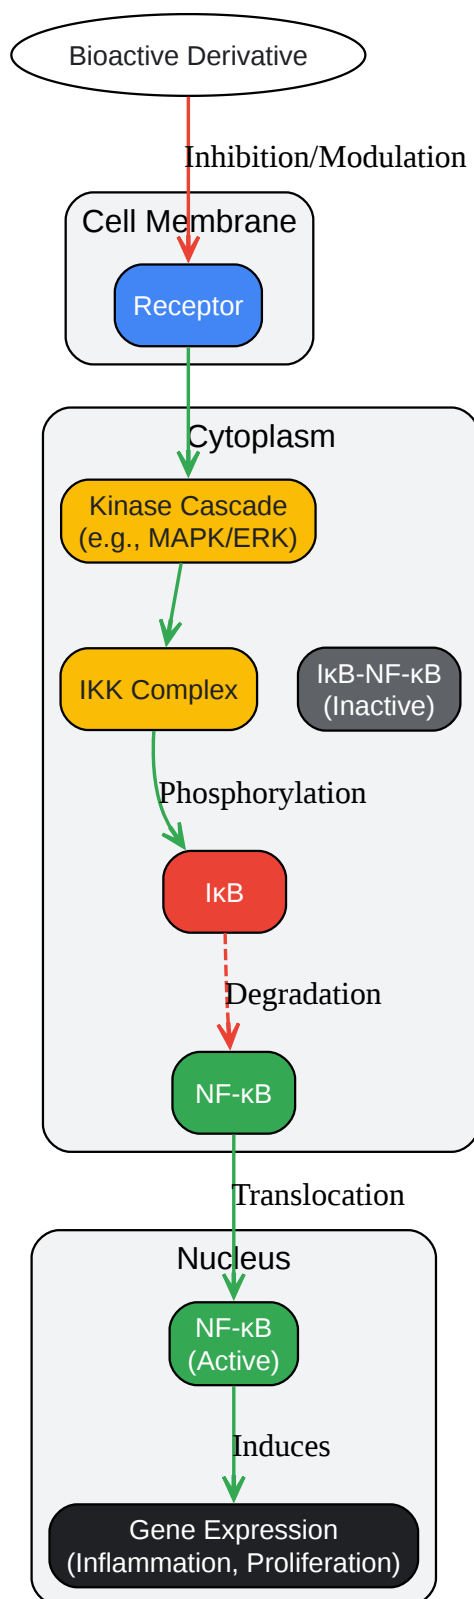 Bioactive Derivative
Inhibition/Modulation
Cell Membrane
Receptor
Cytoplasm
Kinase Cascade
(e.g., MAPK/ERK)
IKK Complex
IκB-NF-κB
(Inactive)
Phosphorylation
IκB
Degradation
NF-κB
Translocation
Nucleus
NF-κB
(Active)
Induces
Gene Expression
(Inflammation, Proliferation)